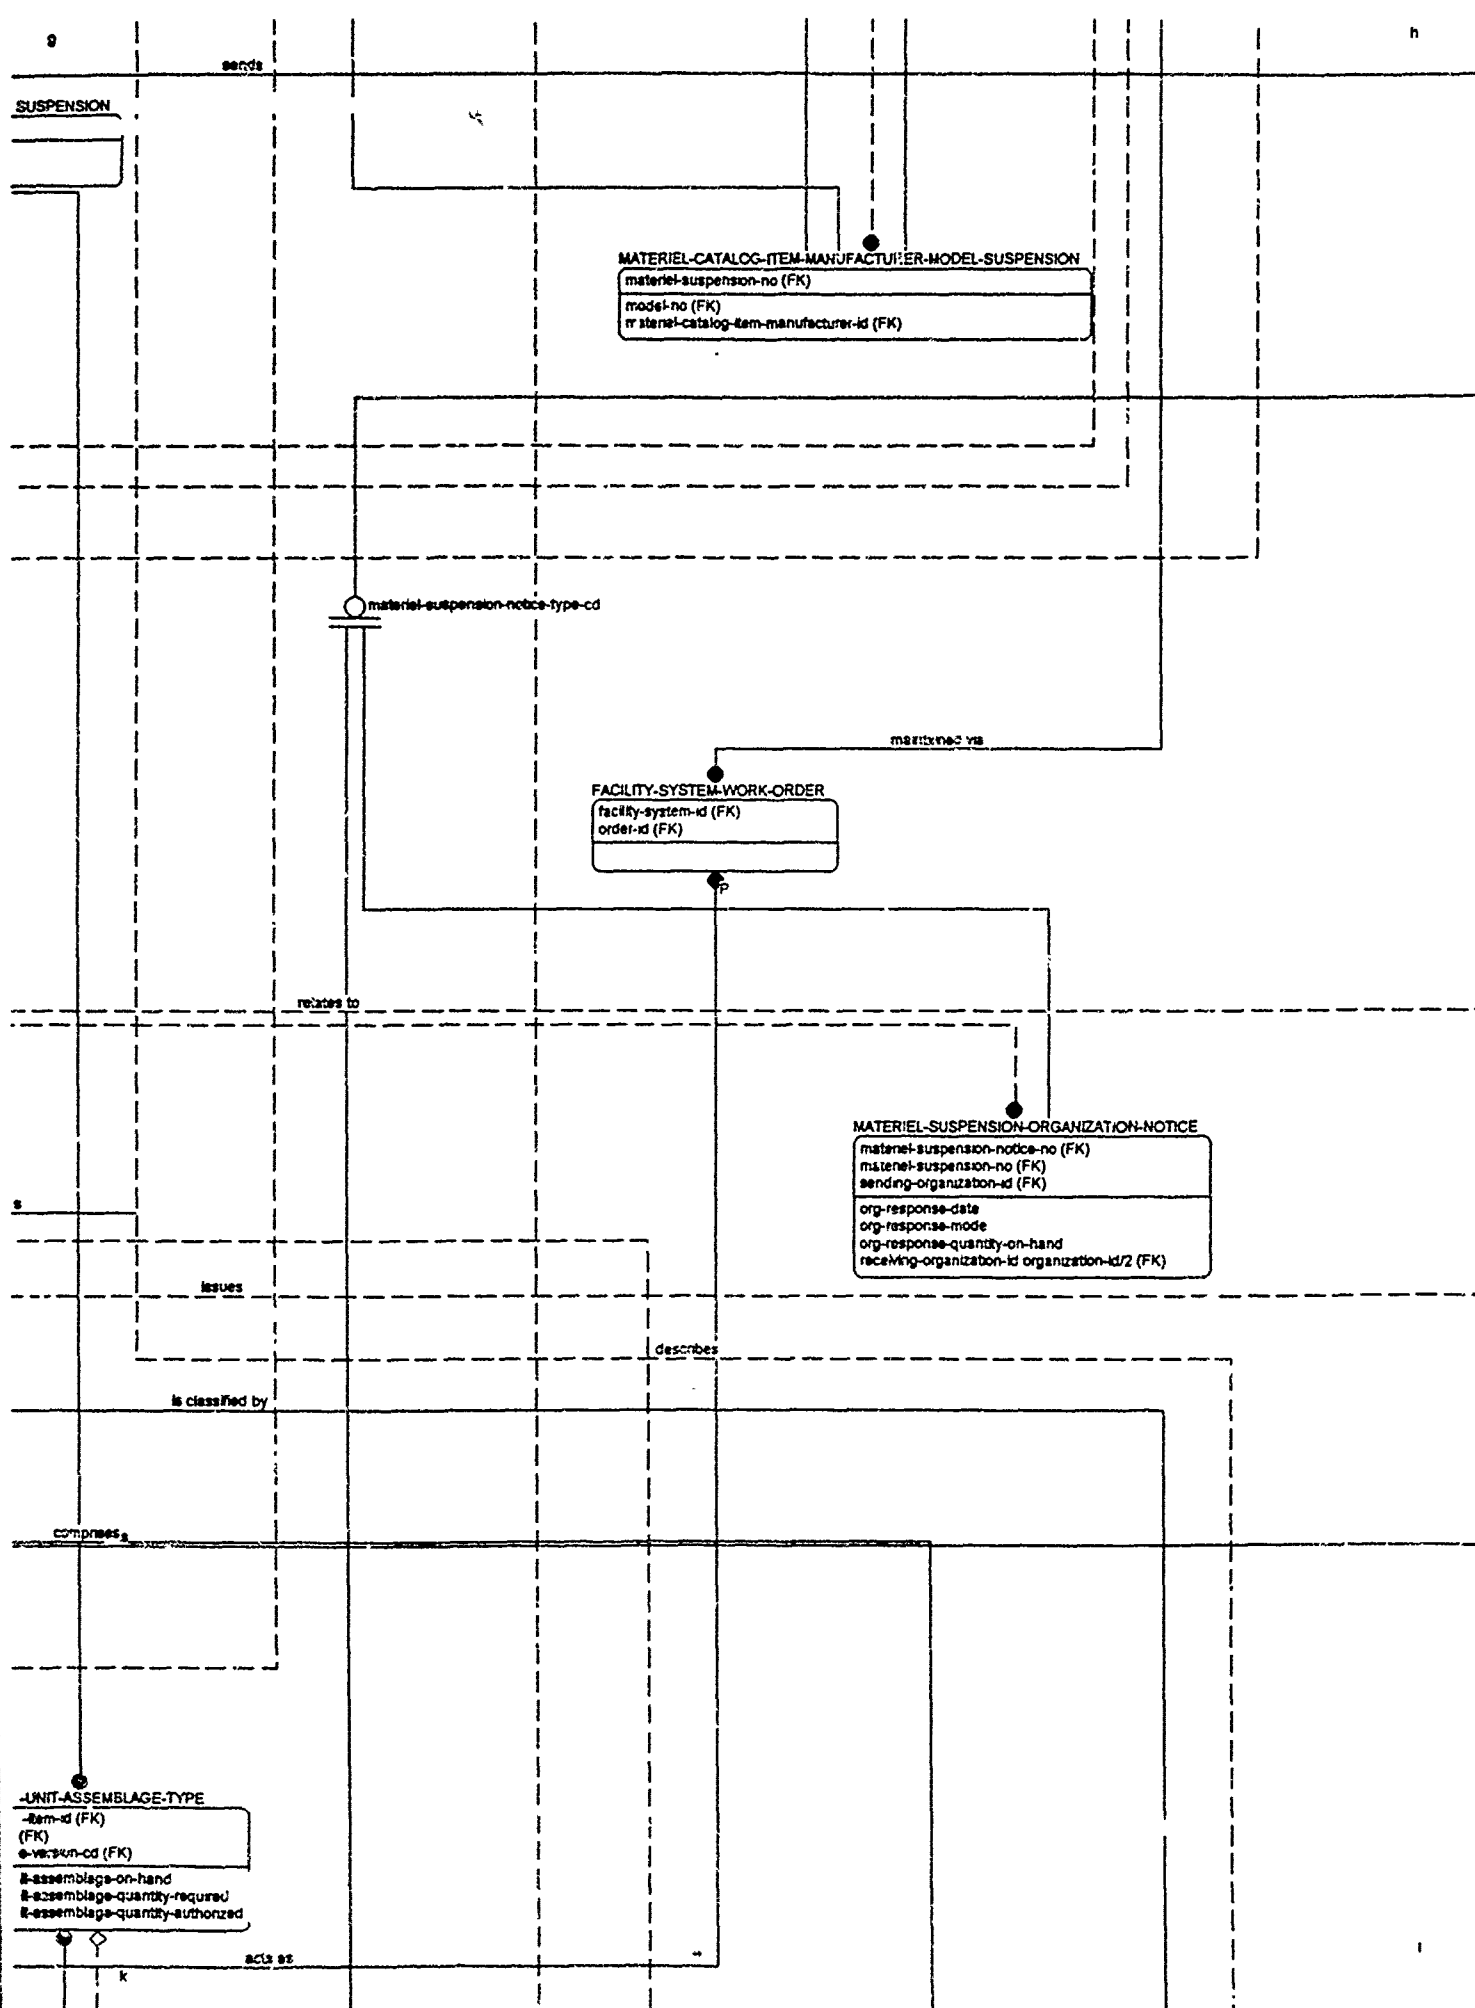 g
h
sends
SUSPENSION
MATERIEL-CATALOG-ITEM-MANUFACTURER-MODEL-SUSPENSION
materiel-suspension-no (FK)
model-no (FK)
materiel-catalog-item-manufacturer-id (FK)
materiel-suspension-notice-type-cd
maintained via
FACILITY-SYSTEM-WORK-ORDER
facility-system-id (FK)
order-id (FK)
P
relates to
MATERIEL-SUSPENSION-ORGANIZATION-NOTICE
materiel-suspension-notice-no (FK)
materiel-suspension-no (FK)
sending-organization-id (FK)
org-response-date
org-response-mode
org-response-quantity-on-hand
receiving-organization-id organization-id/2 (FK)
s
issues
describes
is classified by
comprises
s
-UNIT-ASSEMBLAGE-TYPE
-item-id (FK)
(FK)
e-version-cd (FK)
it-assemblage-on-hand
it-assemblage-quantity-required
it-assemblage-quantity-authorized
acts as
k